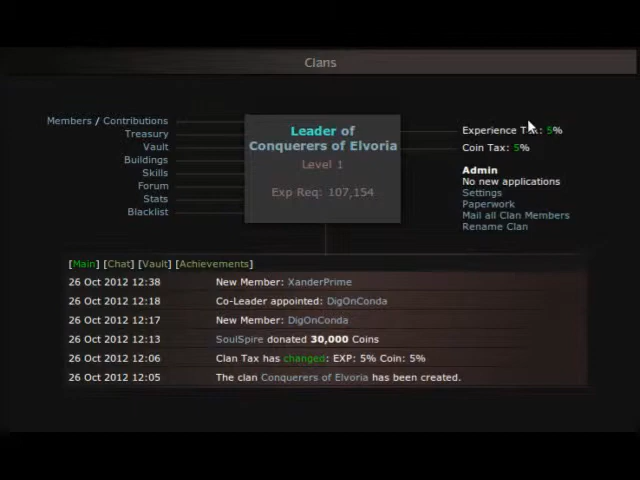 Clans
Members / Contributions
Treasury
Vault
Buildings
Skills
Forum
Stats
Blacklist
Leader of
Conquerers of Elvoria
Level 1
Exp Req: 107,154
Experience Tax: 5%
Coin Tax: 5%
Admin
No new applications
Settings
Paperwork
Mail all Clan Members
Rename Clan
[Main] [Chat] [Vault] [Achievements]
26 Oct 2012 12:38 New Member: XanderPrime
26 Oct 2012 12:18 Co-Leader appointed: DigOnConda
26 Oct 2012 12:17 New Member: DigOnConda
26 Oct 2012 12:13 SoulSpire donated 30,000 Coins
26 Oct 2012 12:06 Clan Tax has changed: EXP: 5% Coin: 5%
26 Oct 2012 12:05 The clan Conquerers of Elvoria has been created.